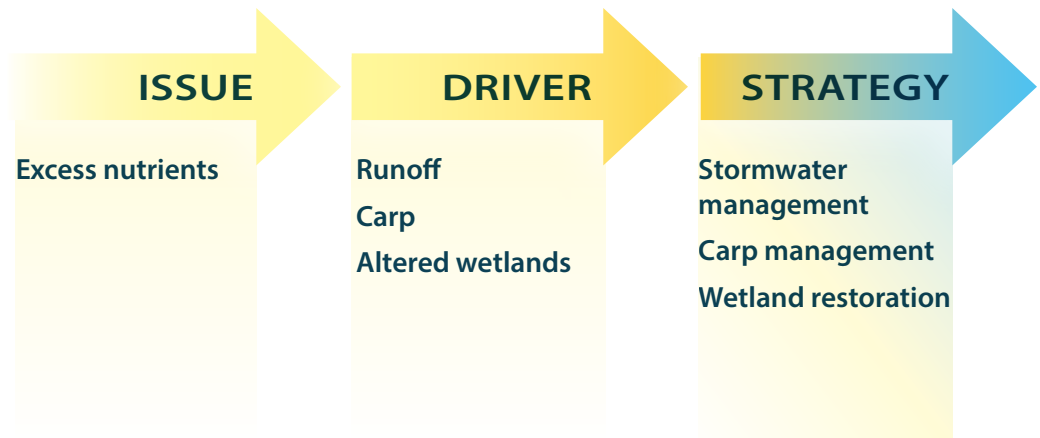 ISSUE
Excess nutrients
DRIVER
Runoff
Carp
Altered wetlands
STRATEGY
Stormwater
management
Carp management
Wetland restoration